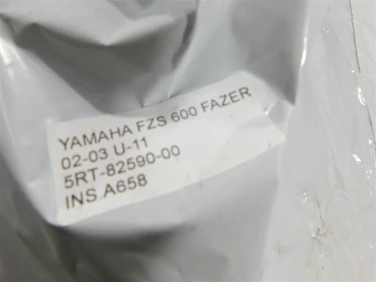 YAMAHA FZS 600 FAZER
02-03 U-11
5RT-82590-00
INS.A658